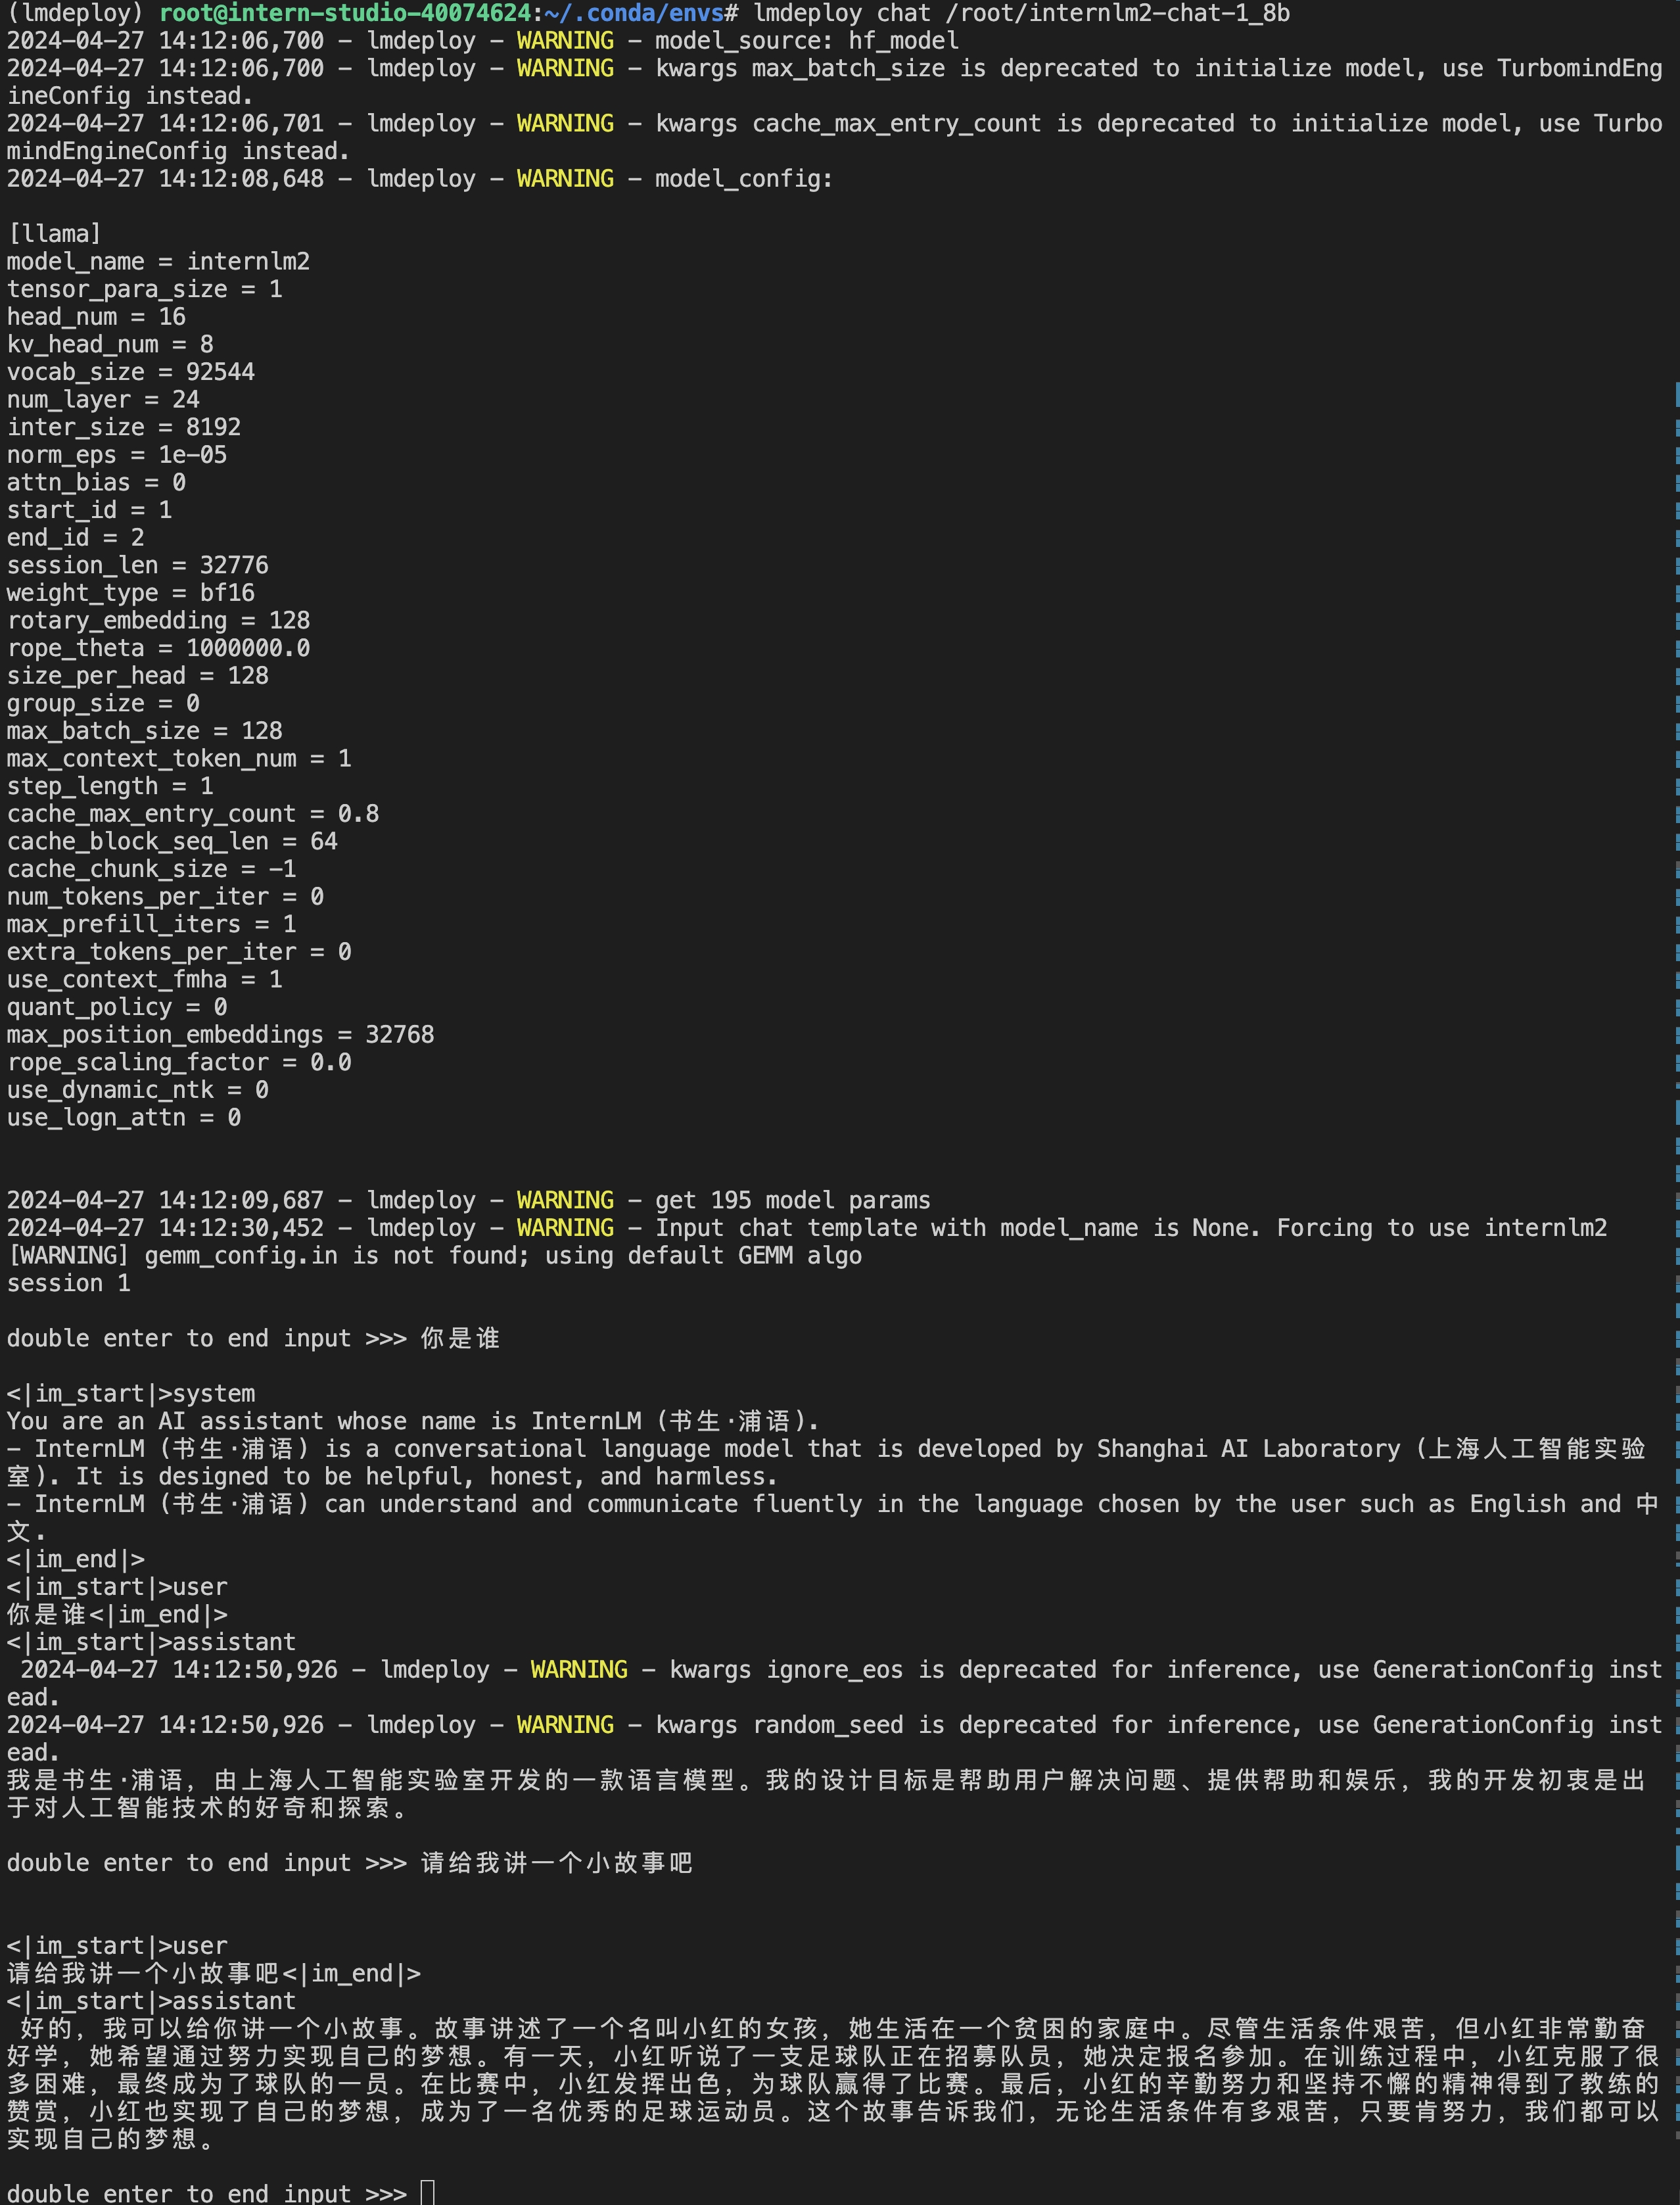 (lmdeploy) root@intern-studio-40074624:~/.conda/envs# lmdeploy chat /root/internlm2-chat-1_8b
2024-04-27 14:12:06,700 - lmdeploy - WARNING - model_source: hf_model
2024-04-27 14:12:06,700 - lmdeploy - WARNING - kwargs max_batch_size is deprecated to initialize model, use TurbomindEng
ineConfig instead.
2024-04-27 14:12:06,701 - lmdeploy - WARNING - kwargs cache_max_entry_count is deprecated to initialize model, use Turbo
mindEngineConfig instead.
2024-04-27 14:12:08,648 - lmdeploy - WARNING - model_config:
[llama]
model_name = internlm2
tensor_para_size = 1
head_num = 16
kv_head_num = 8
vocab_size = 92544
num_layer = 24
inter_size = 8192
norm_eps = 1e-05
attn_bias = 0
start_id = 1
end_id = 2
session_len = 32776
weight_type = bf16
rotary_embedding = 128
rope_theta = 1000000.0
size_per_head = 128
group_size = 0
max_batch_size = 128
max_context_token_num = 1
step_length = 1
cache_max_entry_count = 0.8
cache_block_seq_len = 64
cache_chunk_size = -1
num_tokens_per_iter = 0
max_prefill_iters = 1
extra_tokens_per_iter = 0
use_context_fmha = 1
quant_policy = 0
max_position_embeddings = 32768
rope_scaling_factor = 0.0
use_dynamic_ntk = 0
use_logn_attn = 0
2024-04-27 14:12:09,687 - lmdeploy - WARNING - get 195 model params
2024-04-27 14:12:30,452 - lmdeploy - WARNING - Input chat template with model_name is None. Forcing to use internlm2
[WARNING] gemm_config.in is not found; using default GEMM algo
session 1
double enter to end input >>> 你是谁
<|im_start|>system
You are an AI assistant whose name is InternLM (书生·浦语).
- InternLM (书生·浦语) is a conversational language model that is developed by Shanghai AI Laboratory (上海人工智能实验
室). It is designed to be helpful, honest, and harmless.
- InternLM (书生·浦语) can understand and communicate fluently in the language chosen by the user such as English and 中
文.
<|im_end|>
<|im_start|>user
你是谁<|im_end|>
<|im_start|>assistant
2024-04-27 14:12:50,926 - lmdeploy - WARNING - kwargs ignore_eos is deprecated for inference, use GenerationConfig inst
ead.
2024-04-27 14:12:50,926 - lmdeploy - WARNING - kwargs random_seed is deprecated for inference, use GenerationConfig inst
ead.
我是书生·浦语，由上海人工智能实验室开发的一款语言模型。我的设计目标是帮助用户解决问题、提供帮助和娱乐，我的开发初衷是出
于对人工智能技术的好奇和探索。
double enter to end input >>> 请给我讲一个小故事吧
<|im_start|>user
请给我讲一个小故事吧<|im_end|>
<|im_start|>assistant
好的，我可以给你讲一个小故事。故事讲述了一个名叫小红的女孩，她生活在一个贫困的家庭中。尽管生活条件艰苦，但小红非常勤奋
好学，她希望通过努力实现自己的梦想。有一天，小红听说了一支足球队正在招募队员，她决定报名参加。在训练过程中，小红克服了很
多困难，最终成为了球队的一员。在比赛中，小红发挥出色，为球队赢得了比赛。最后，小红的辛勤努力和坚持不懈的精神得到了教练的
赞赏，小红也实现了自己的梦想，成为了一名优秀的足球运动员。这个故事告诉我们，无论生活条件有多艰苦，只要肯努力，我们都可以
实现自己的梦想。
double enter to end input >>>